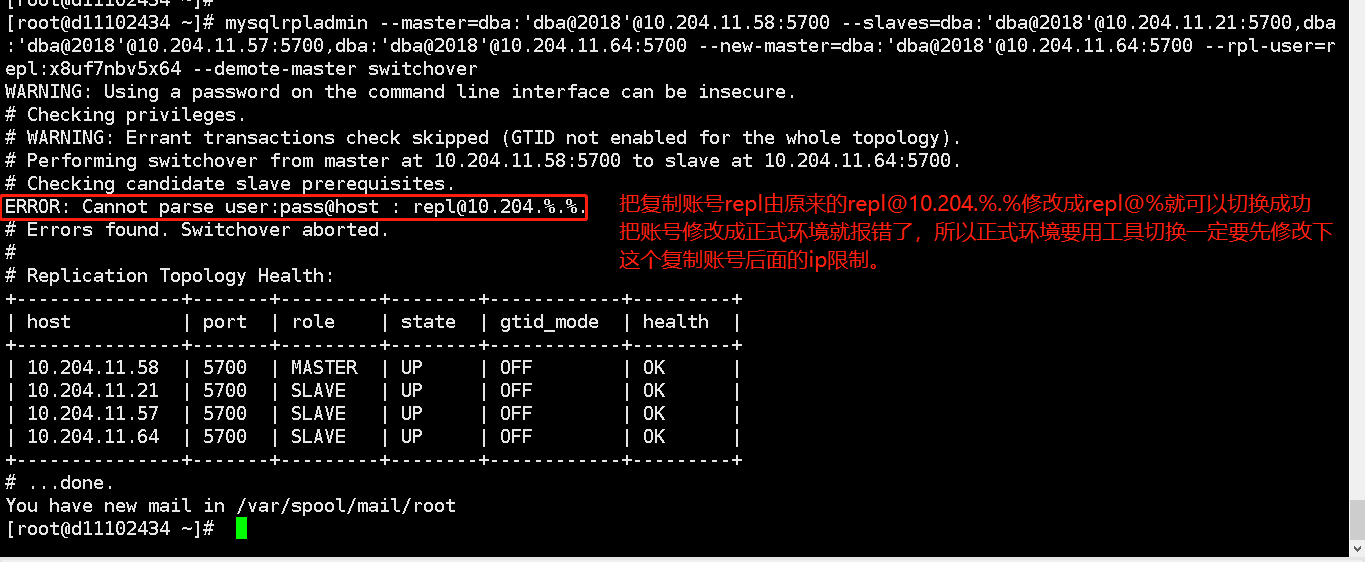 [root@d11102434 ~]#
[root@d11102434 ~]# mysqlrpladmin --master=dba:'dba@2018'@10.204.11.58:5700 --slaves=dba:'dba@2018'@10.204.11.21:5700,dba
:'dba@2018'@10.204.11.57:5700,dba:'dba@2018'@10.204.11.64:5700 --new-master=dba:'dba@2018'@10.204.11.64:5700 --rpl-user=r
epl:x8uf7nbv5x64 --demote-master switchover
WARNING: Using a password on the command line interface can be insecure.
# Checking privileges.
# WARNING: Errant transactions check skipped (GTID not enabled for the whole topology).
# Performing switchover from master at 10.204.11.58:5700 to slave at 10.204.11.64:5700.
# Checking candidate slave prerequisites.
ERROR: Cannot parse user:pass@host : repl@10.204.%.%.
把复制账号repl由原来的repl@10.204.%.%修改成repl@%就可以切换成功
# Errors found. Switchover aborted.
把账号修改成正式环境就报错了，所以正式环境要用工具切换一定要先修改下
#
这个复制账号后面的ip限制。
# Replication Topology Health:
+---------------+-------+---------+--------+------------+---------+
| host | port | role | state | gtid_mode | health |
+---------------+-------+---------+--------+------------+---------+
| 10.204.11.58 | 5700 | MASTER | UP | OFF | OK |
| 10.204.11.21 | 5700 | SLAVE | UP | OFF | OK |
| 10.204.11.57 | 5700 | SLAVE | UP | OFF | OK |
| 10.204.11.64 | 5700 | SLAVE | UP | OFF | OK |
+---------------+-------+---------+--------+------------+---------+
# ...done.
You have new mail in /var/spool/mail/root
[root@d11102434 ~]#